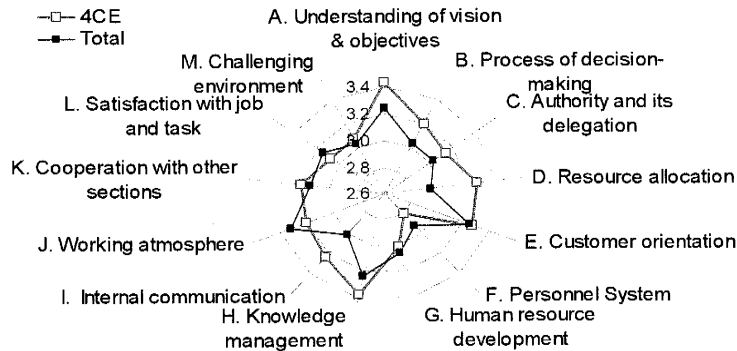 4CE
Total
A. Understanding of vision
& objectives
B. Process of decision-
making
C. Authority and its
delegation
D. Resource allocation
E. Customer orientation
F. Personnel System
G. Human resource
development
H. Knowledge
management
I. Internal communication
J. Working atmosphere
K. Cooperation with other
sections
L. Satisfaction with job
and task
M. Challenging
environment
3.4
3.2
3.0
2.8
2.6